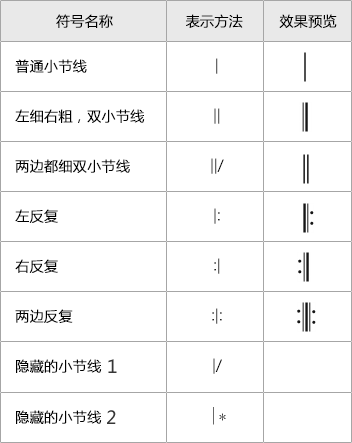 符号名称 表示方法 效果预览
普通小节线 |
左细右粗，双小节线 ||
两边都细双小节线 ||/
左反复 |:
右反复 :|
两边反复 :|:
隐藏的小节线 1 |/
隐藏的小节线 2 |*